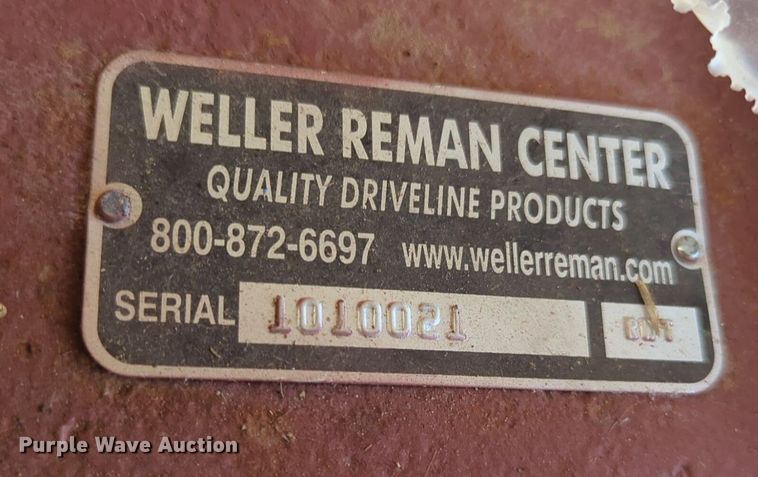 WELLER REMAN CENTER
QUALITY DRIVELINE PRODUCTS
800-872-6697 www.wellerreman.com
SERIAL 1010021
Purple Wave Auction